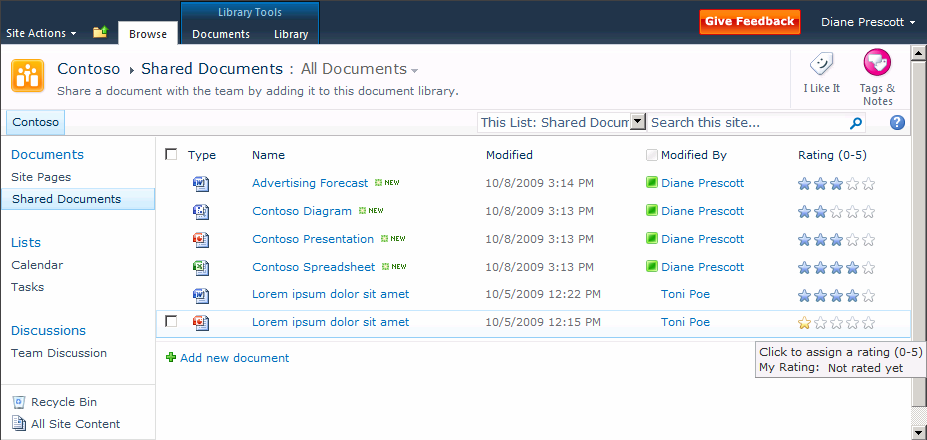 Library Tools
Site Actions Browse Documents Library Give Feedback Diane Prescott
Contoso Shared Documents : All Documents
Share a document with the team by adding it to this document library.
I Like It
Tags & Notes
Contoso This List: Shared Docum Search this site...
Documents
Site Pages
Shared Documents
Lists
Calendar
Tasks
Discussions
Team Discussion
Recycle Bin
All Site Content
Type Name Modified Modified By Rating (0-5)
Advertising Forecast NEW 10/8/2009 3:14 PM Diane Prescott
Contoso Diagram NEW 10/8/2009 3:13 PM Diane Prescott
Contoso Presentation NEW 10/8/2009 3:13 PM Diane Prescott
Contoso Spreadsheet NEW 10/8/2009 3:13 PM Diane Prescott
Lorem ipsum dolor sit amet 10/5/2009 12:22 PM Toni Poe
Lorem ipsum dolor sit amet 10/5/2009 12:15 PM Toni Poe
Add new document
Click to assign a rating (0-5)
My Rating: Not rated yet